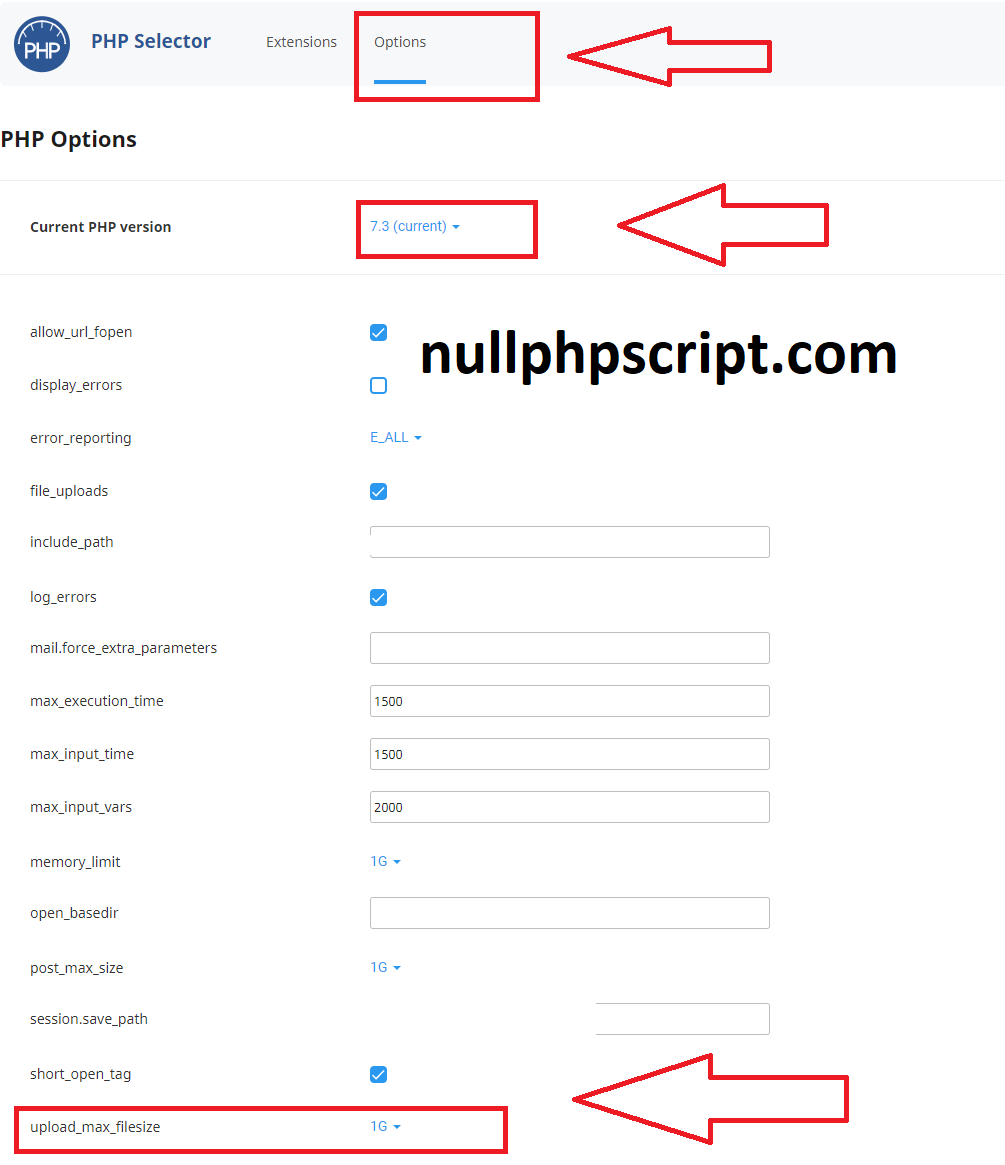 PHP
PHP Selector
Extensions
Options
PHP Options
Current PHP version
7.3 (current)
allow_url_fopen
nullphpscript.com
display_errors
error_reporting
E_ALL
file_uploads
include_path
log_errors
mail.force_extra_parameters
max_execution_time
1500
max_input_time
1500
max_input_vars
2000
memory_limit
1G
open_basedir
post_max_size
1G
session.save_path
short_open_tag
upload_max_filesize
1G